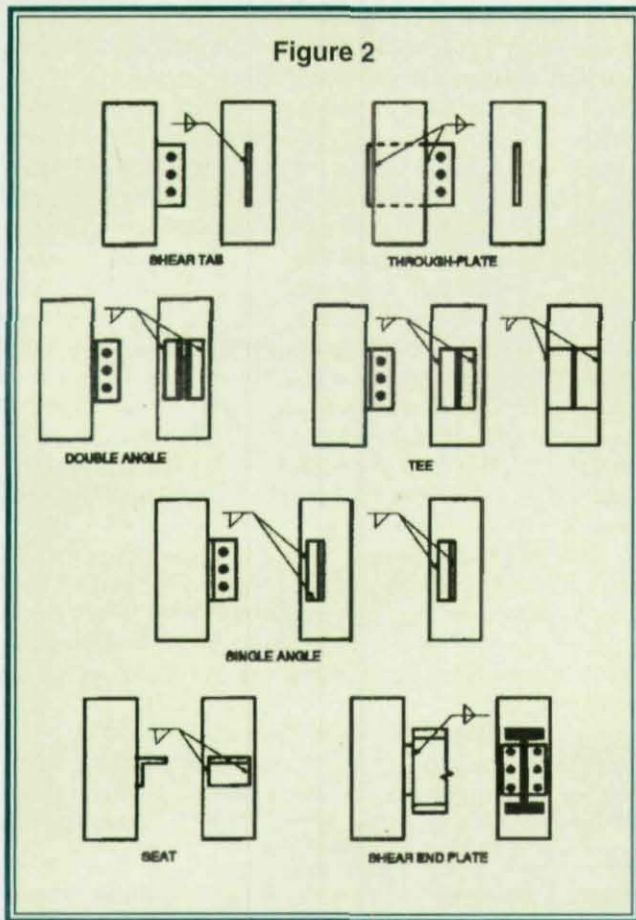 Figure 2
SHEAR TAB
THROUGH-PLATE
DOUBLE ANGLE
TEE
SINGLE ANGLE
SEAT
SHEAR END PLATE